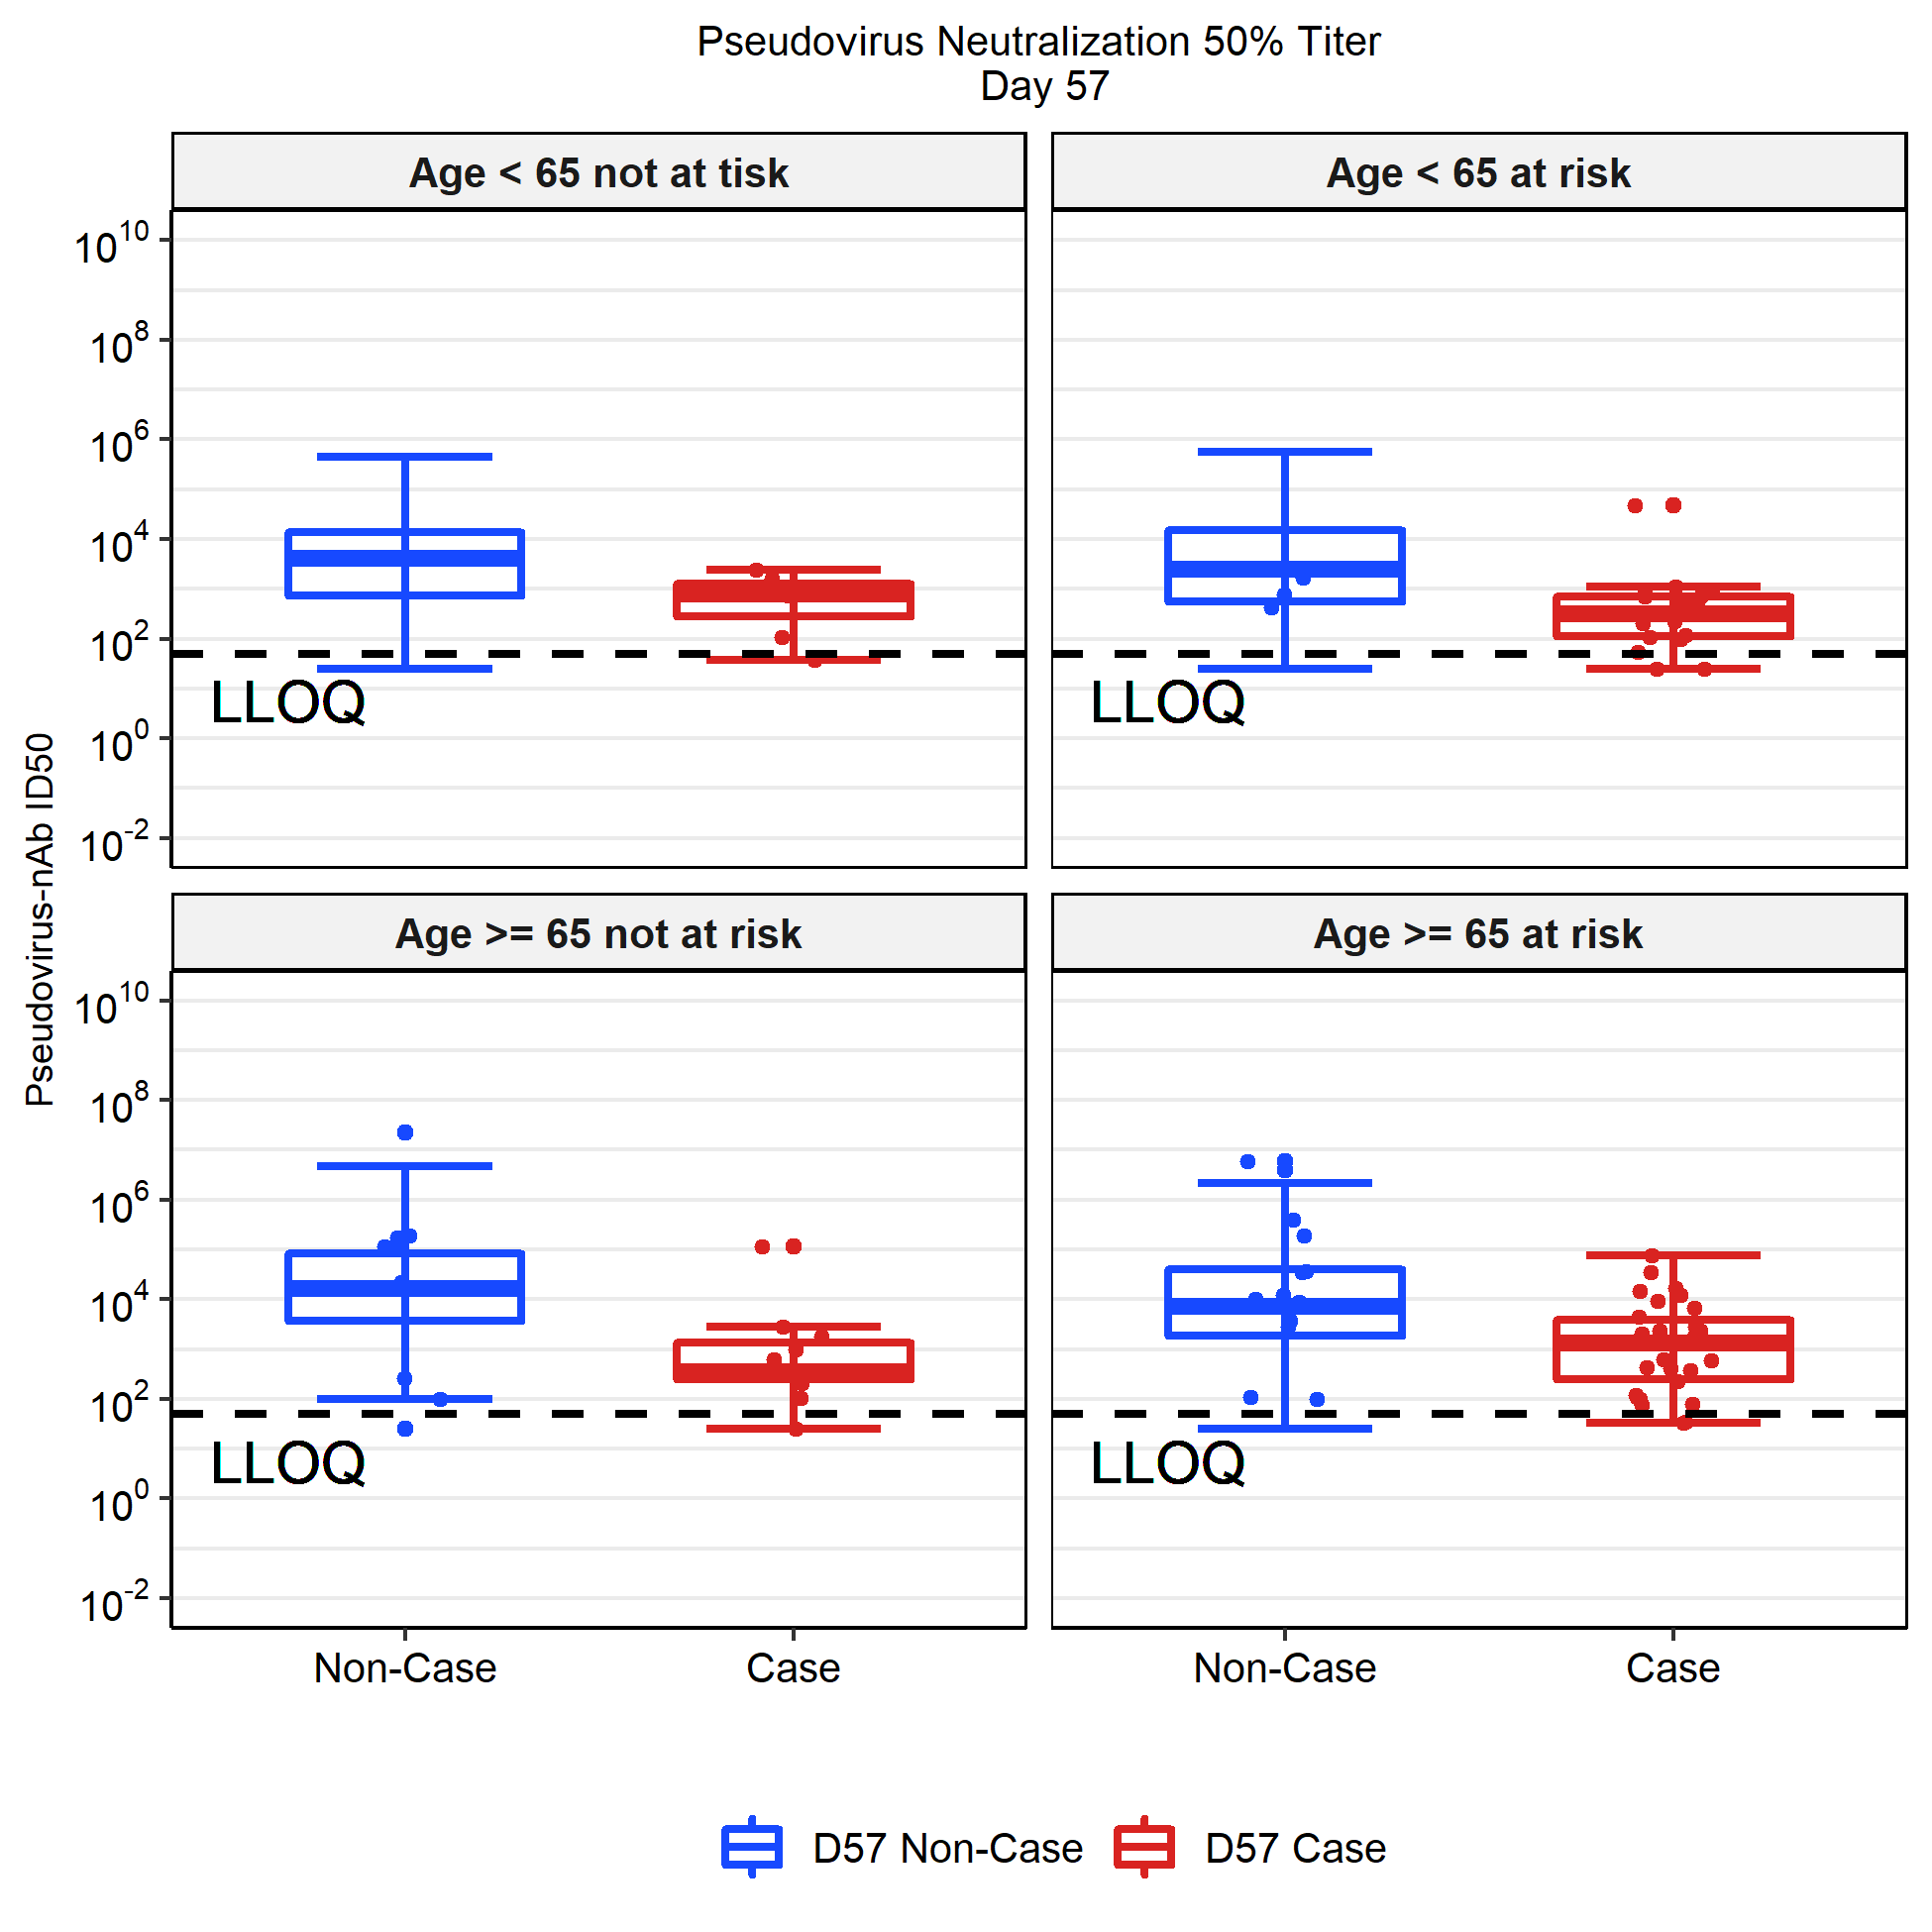 Pseudovirus Neutralization 50% Titer
Day 57
Age < 65 not at tisk
Age < 65 at risk
10^10
10^8
10^6
10^4
10^2
10^0
10^-2
LLOQ
LLOQ
Pseudovirus-nAb ID50
Age >= 65 not at risk
Age >= 65 at risk
10^10
10^8
10^6
10^4
10^2
10^0
10^-2
LLOQ
LLOQ
Non-Case
Case
Non-Case
Case
D57 Non-Case
D57 Case